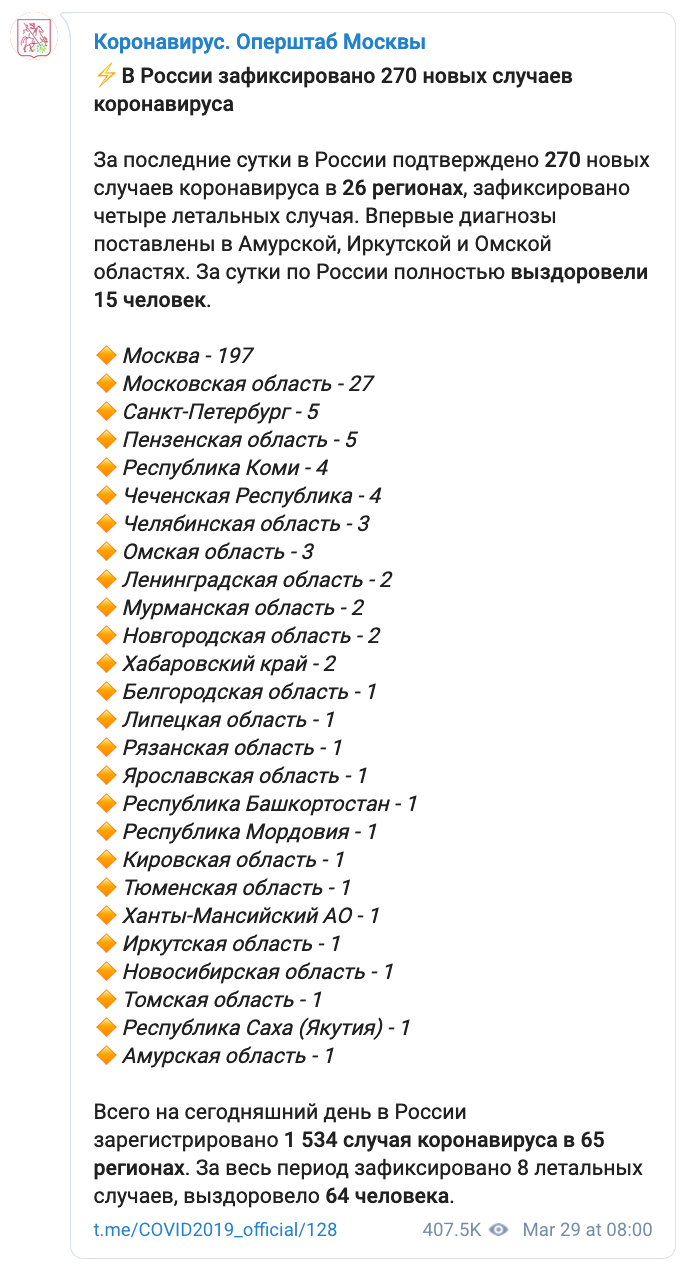 Коронавирус. Оперштаб Москвы
⚡В России зафиксировано 270 новых случаев
коронавируса
За последние сутки в России подтверждено 270 новых
случаев коронавируса в 26 регионах, зафиксировано
четыре летальных случая. Впервые диагнозы
поставлены в Амурской, Иркутской и Омской
областях. За сутки по России полностью выздоровели
15 человек.
🔶 Москва - 197
🔶 Московская область - 27
🔶 Санкт-Петербург - 5
🔶 Пензенская область - 5
🔶 Республика Коми - 4
🔶 Чеченская Республика - 4
🔶 Челябинская область - 3
🔶 Омская область - 3
🔶 Ленинградская область - 2
🔶 Мурманская область - 2
🔶 Новгородская область - 2
🔶 Хабаровский край - 2
🔶 Белгородская область - 1
🔶 Липецкая область - 1
🔶 Рязанская область - 1
🔶 Ярославская область - 1
🔶 Республика Башкортостан - 1
🔶 Республика Мордовия - 1
🔶 Кировская область - 1
🔶 Тюменская область - 1
🔶 Ханты-Мансийский АО - 1
🔶 Иркутская область - 1
🔶 Новосибирская область - 1
🔶 Томская область - 1
🔶 Республика Саха (Якутия) - 1
🔶 Амурская область - 1
Всего на сегодняшний день в России
зарегистрировано 1 534 случая коронавируса в 65
регионах. За весь период зафиксировано 8 летальных
случаев, выздоровело 64 человека.
t.me/COVID2019_official/128 407.5K Mar 29 at 08:00